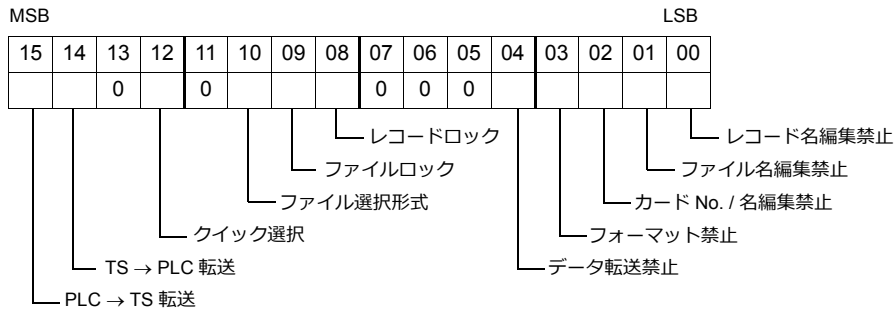 MSB LSB
15 14 13 12 11 10 09 08 07 06 05 04 03 02 01 00
0 0 0 0 0
レコードロック レコード名編集禁止
ファイルロック ファイル名編集禁止
ファイル選択形式 カード No. / 名編集禁止
クイック選択 フォーマット禁止
TS → PLC 転送 データ転送禁止
PLC → TS 転送